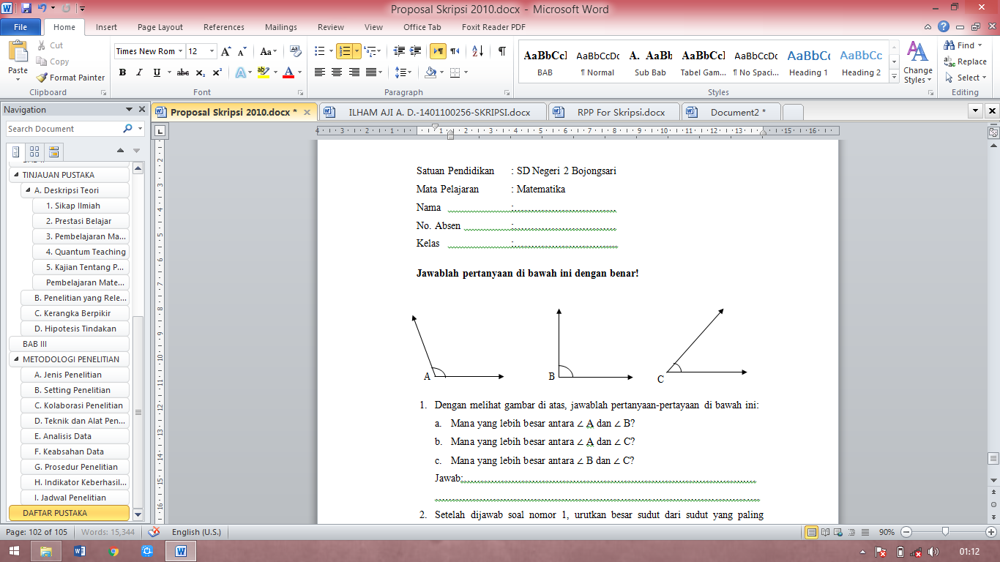 Proposal Skripsi 2010.docx - Microsoft Word
File Home Insert Page Layout References Mailings Review View Office Tab Foxit Reader PDF
Paste
Cut
Copy
Format Painter
Clipboard
Times New Rom 12
Font
Paragraph
AaBbCcI AaBbCcDc A. AaBb AaBbCcI AaBbCcDc AaBbCc AaBbCc
BAB ¶ Normal Sub Bab Tabel Gam... ¶ No Spaci... Heading 1 Heading 2
Change Styles
Styles
Find
Replace
Select
Editing
Navigation
Search Document
Proposal Skripsi 2010.docx *
ILHAM AJI A. D.-1401100256-SKRIPSI.docx
RPP For Skripsi.docx
Document2 *
TINJAUAN PUSTAKA
A. Deskripsi Teori
1. Sikap Ilmiah
2. Prestasi Belajar
3. Pembelajaran Ma...
4. Quantum Teaching
5. Kajian Tentang P...
Pembelajaran Mate...
B. Penelitian yang Rele...
C. Kerangka Berpikir
D. Hipotesis Tindakan
BAB III
METODOLOGI PENELITIAN
A. Jenis Penelitian
B. Setting Penelitian
C. Kolaborasi Penelitian
D. Teknik dan Alat Pen...
E. Analisis Data
F. Keabsahan Data
G. Prosedur Penelitian
H. Indikator Keberhasil...
I. Jadwal Penelitian
DAFTAR PUSTAKA
Satuan Pendidikan : SD Negeri 2 Bojongsari
Mata Pelajaran : Matematika
Nama :..........................................
No. Absen :..........................................
Kelas :..........................................
Jawablah pertanyaan di bawah ini dengan benar!
A B C
1. Dengan melihat gambar di atas, jawablah pertanyaan-pertayaan di bawah ini:
a. Mana yang lebih besar antara ∠ A dan ∠ B?
b. Mana yang lebih besar antara ∠ A dan ∠ C?
c. Mana yang lebih besar antara ∠ B dan ∠ C?
Jawab:..........................................
2. Setelah dijawab soal nomor 1, urutkan besar sudut dari sudut yang paling
Page: 102 of 105 Words: 15,344 English (U.S.) 90%
01:12